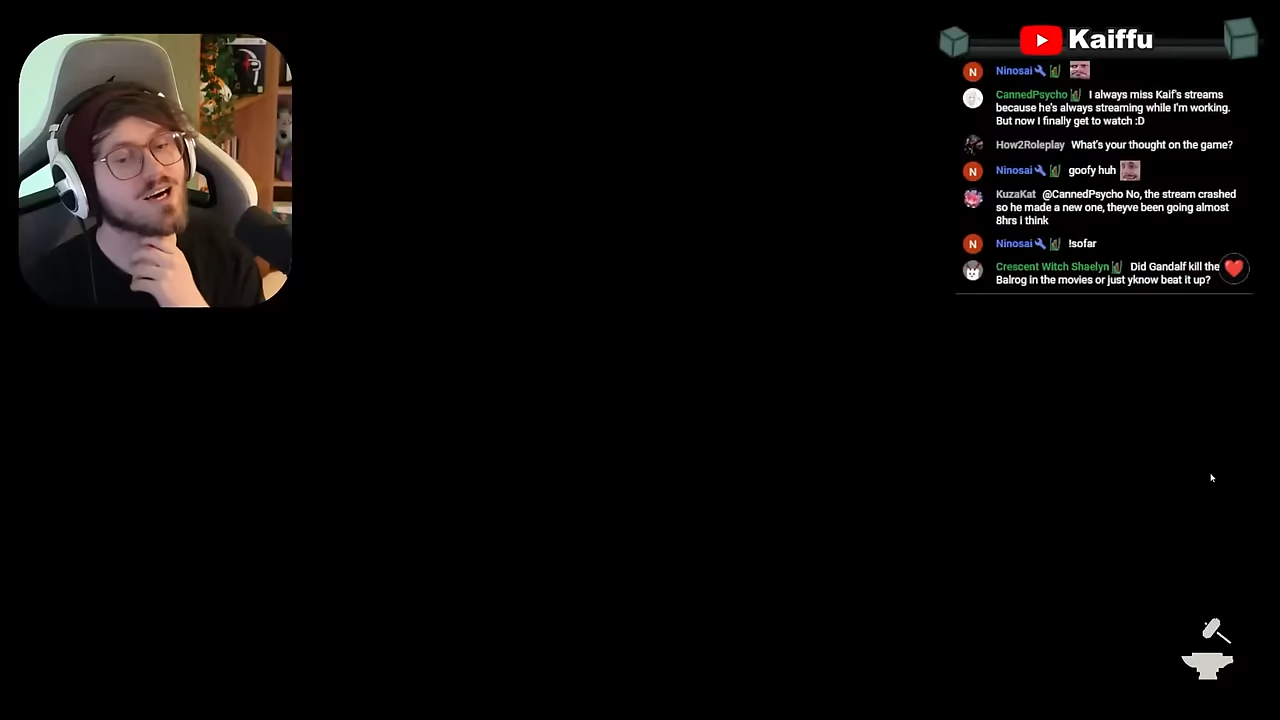 Kaiffu
Ninosai
CannedPsycho I always miss Kaif's streams
because he's always streaming while I'm working.
But now I finally get to watch :D
How2Roleplay What's your thought on the game?
N Ninosai goofy huh
KuzaKat @CannedPsycho No, the stream crashed
so he made a new one, theyve been going almost
8hrs i think
N Ninosai !sofar
Crescent Witch Shaelyn Did Gandalf kill the
Balrog in the movies or just yknow beat it up?